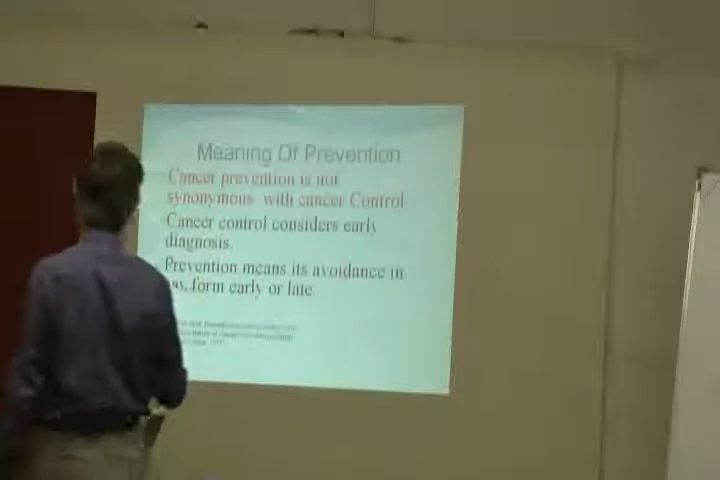 Meaning Of Prevention
Cancer prevention is not
synonymous with cancer Control.
Cancer control considers early
diagnosis.
Prevention means its avoidance in
form early or late.